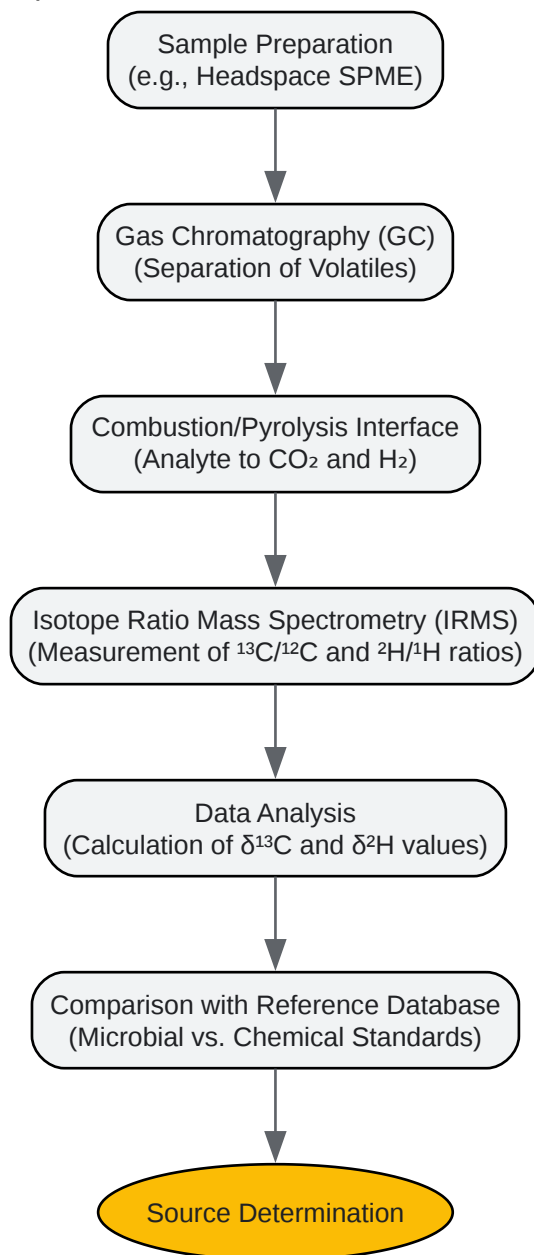 Sample Preparation
(e.g., Headspace SPME)
Gas Chromatography (GC)
(Separation of Volatiles)
Combustion/Pyrolysis Interface
(Analyte to CO₂ and H₂)
Isotope Ratio Mass Spectrometry (IRMS)
(Measurement of ¹³C/¹²C and ²H/¹H ratios)
Data Analysis
(Calculation of δ¹³C and δ²H values)
Comparison with Reference Database
(Microbial vs. Chemical Standards)
Source Determination